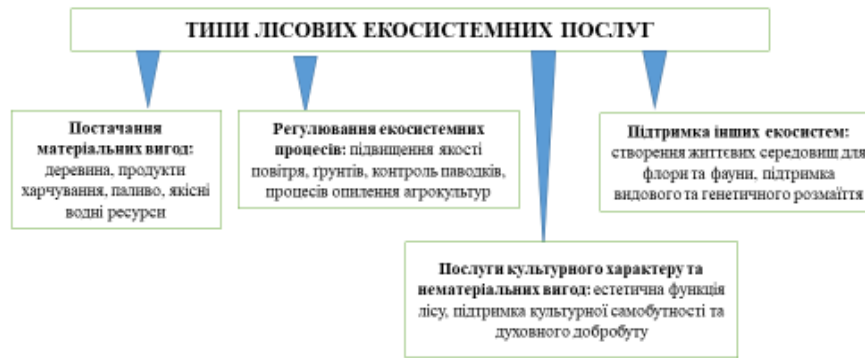 ТИПИ ЛІСОВИХ ЕКОСИСТЕМНИХ ПОСЛУГ
Постачання
матеріальних вигод:
деревина, продукти
харчування, паливо, якісні
водні ресурси
Регулювання екосистемних
процесів: підвищення якості
повітря, ґрунтів, контроль паводків,
процесів опилення агрокультур
Підтримка інших екосистем:
створення життєвих середовищ для
флори та фауни, підтримка
видового та генетичного розмаїття
Послуги культурного характеру та
нематеріальних вигод: естетична функція
лісу, підтримка культурної самобутності та
духовного добробуту